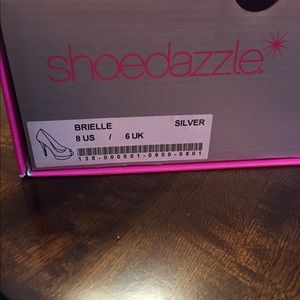 shoedazzle
BRIELLE SILVER
8 US / 6 UK
135-000001-0900-0801